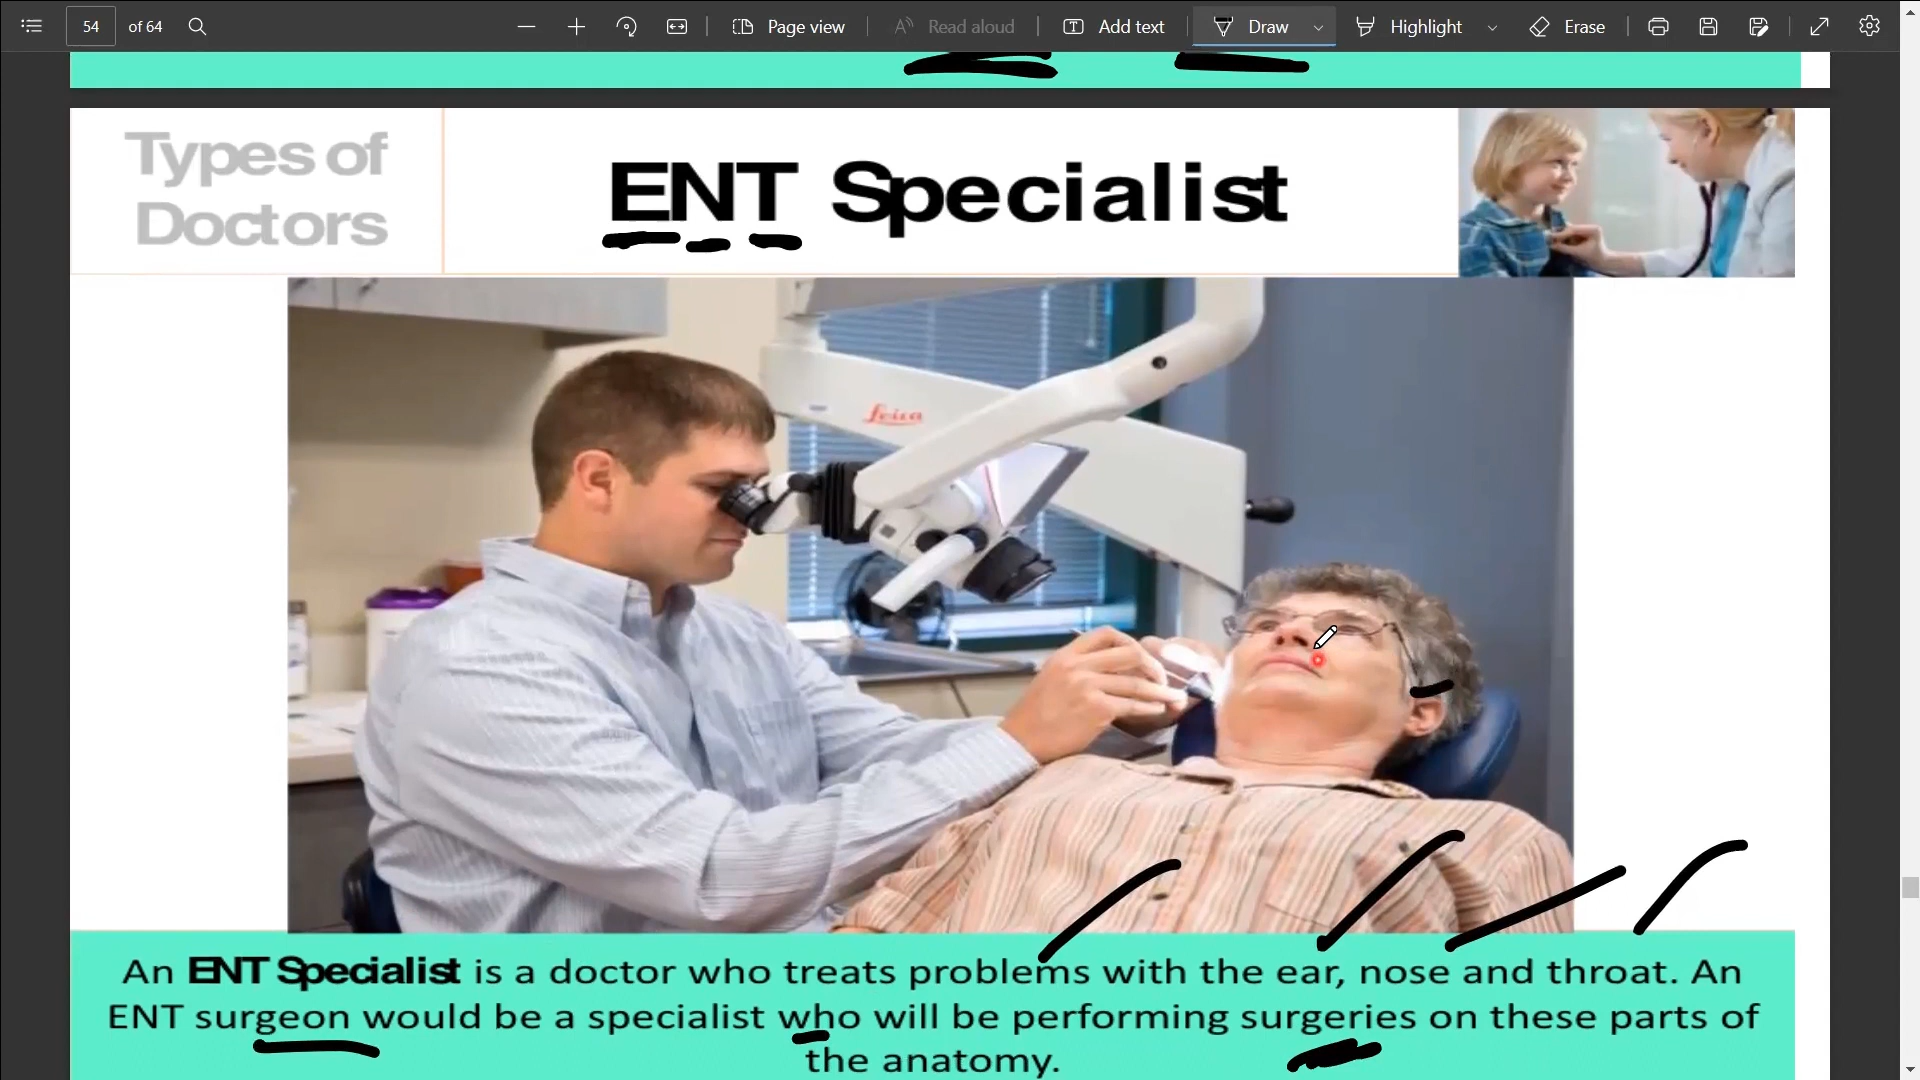 54 of 64 Page view Read aloud Add text Draw Highlight Erase
Types of
Doctors
ENT Specialist
Leica
An ENT Specialist is a doctor who treats problems with the ear, nose and throat. An
ENT surgeon would be a specialist who will be performing surgeries on these parts of
the anatomy.